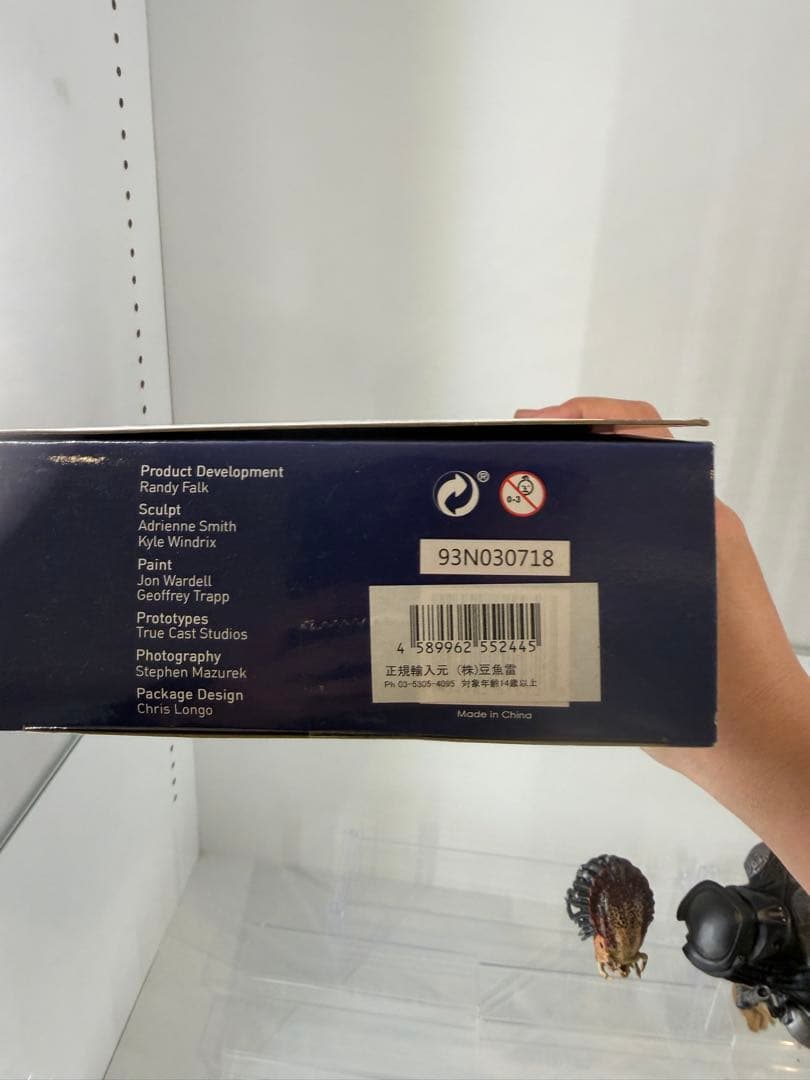 Product Development
Randy Falk
Sculpt
Adrienne Smith
Kyle Windrix
Paint
Jon Wardell
Geoffrey Trapp
Prototypes
True Cast Studios
Photography
Stephen Mazurek
Package Design
Chris Longo
®
0-3
93N030718
4 589962 552445
正規輸入元 (株)豆魚雷
Ph 03-5305-4095 対象年齢14歳以上
Made in China